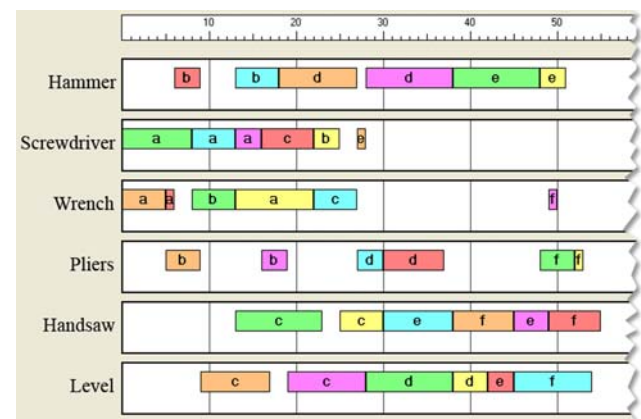 10 20 30 40 50
Hammer b b d d e e
Screwdriver a a a c b e
Wrench a a b a c f
Pliers b b d d f f
Handsaw c c e f e f
Level c c d d e f